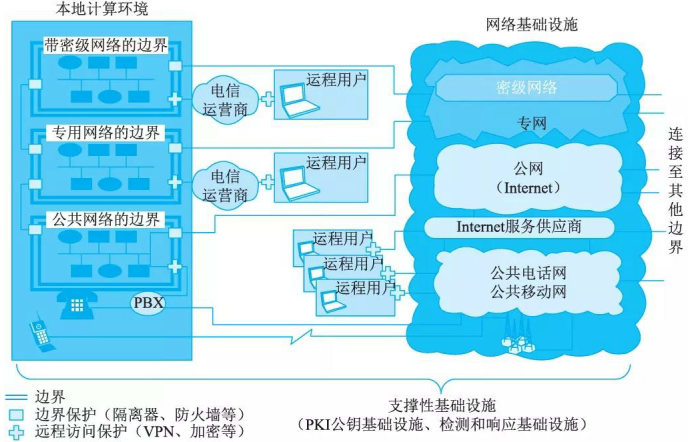 本地计算环境
网络基础设施
带密级网络的边界
电信
运营商
运程用户
密级网络
专网
专用网络的边界
电信
运营商
运程用户
公网
（Internet）
连接至其他边界
公共网络的边界
Internet服务供应商
运程用户
运程用户
运程用户
公共电话网
公共移动网
PBX
边界
边界保护（隔离器、防火墙等）
远程访问保护（VPN、加密等）
支撑性基础设施
（PKI公钥基础设施、检测和响应基础设施）